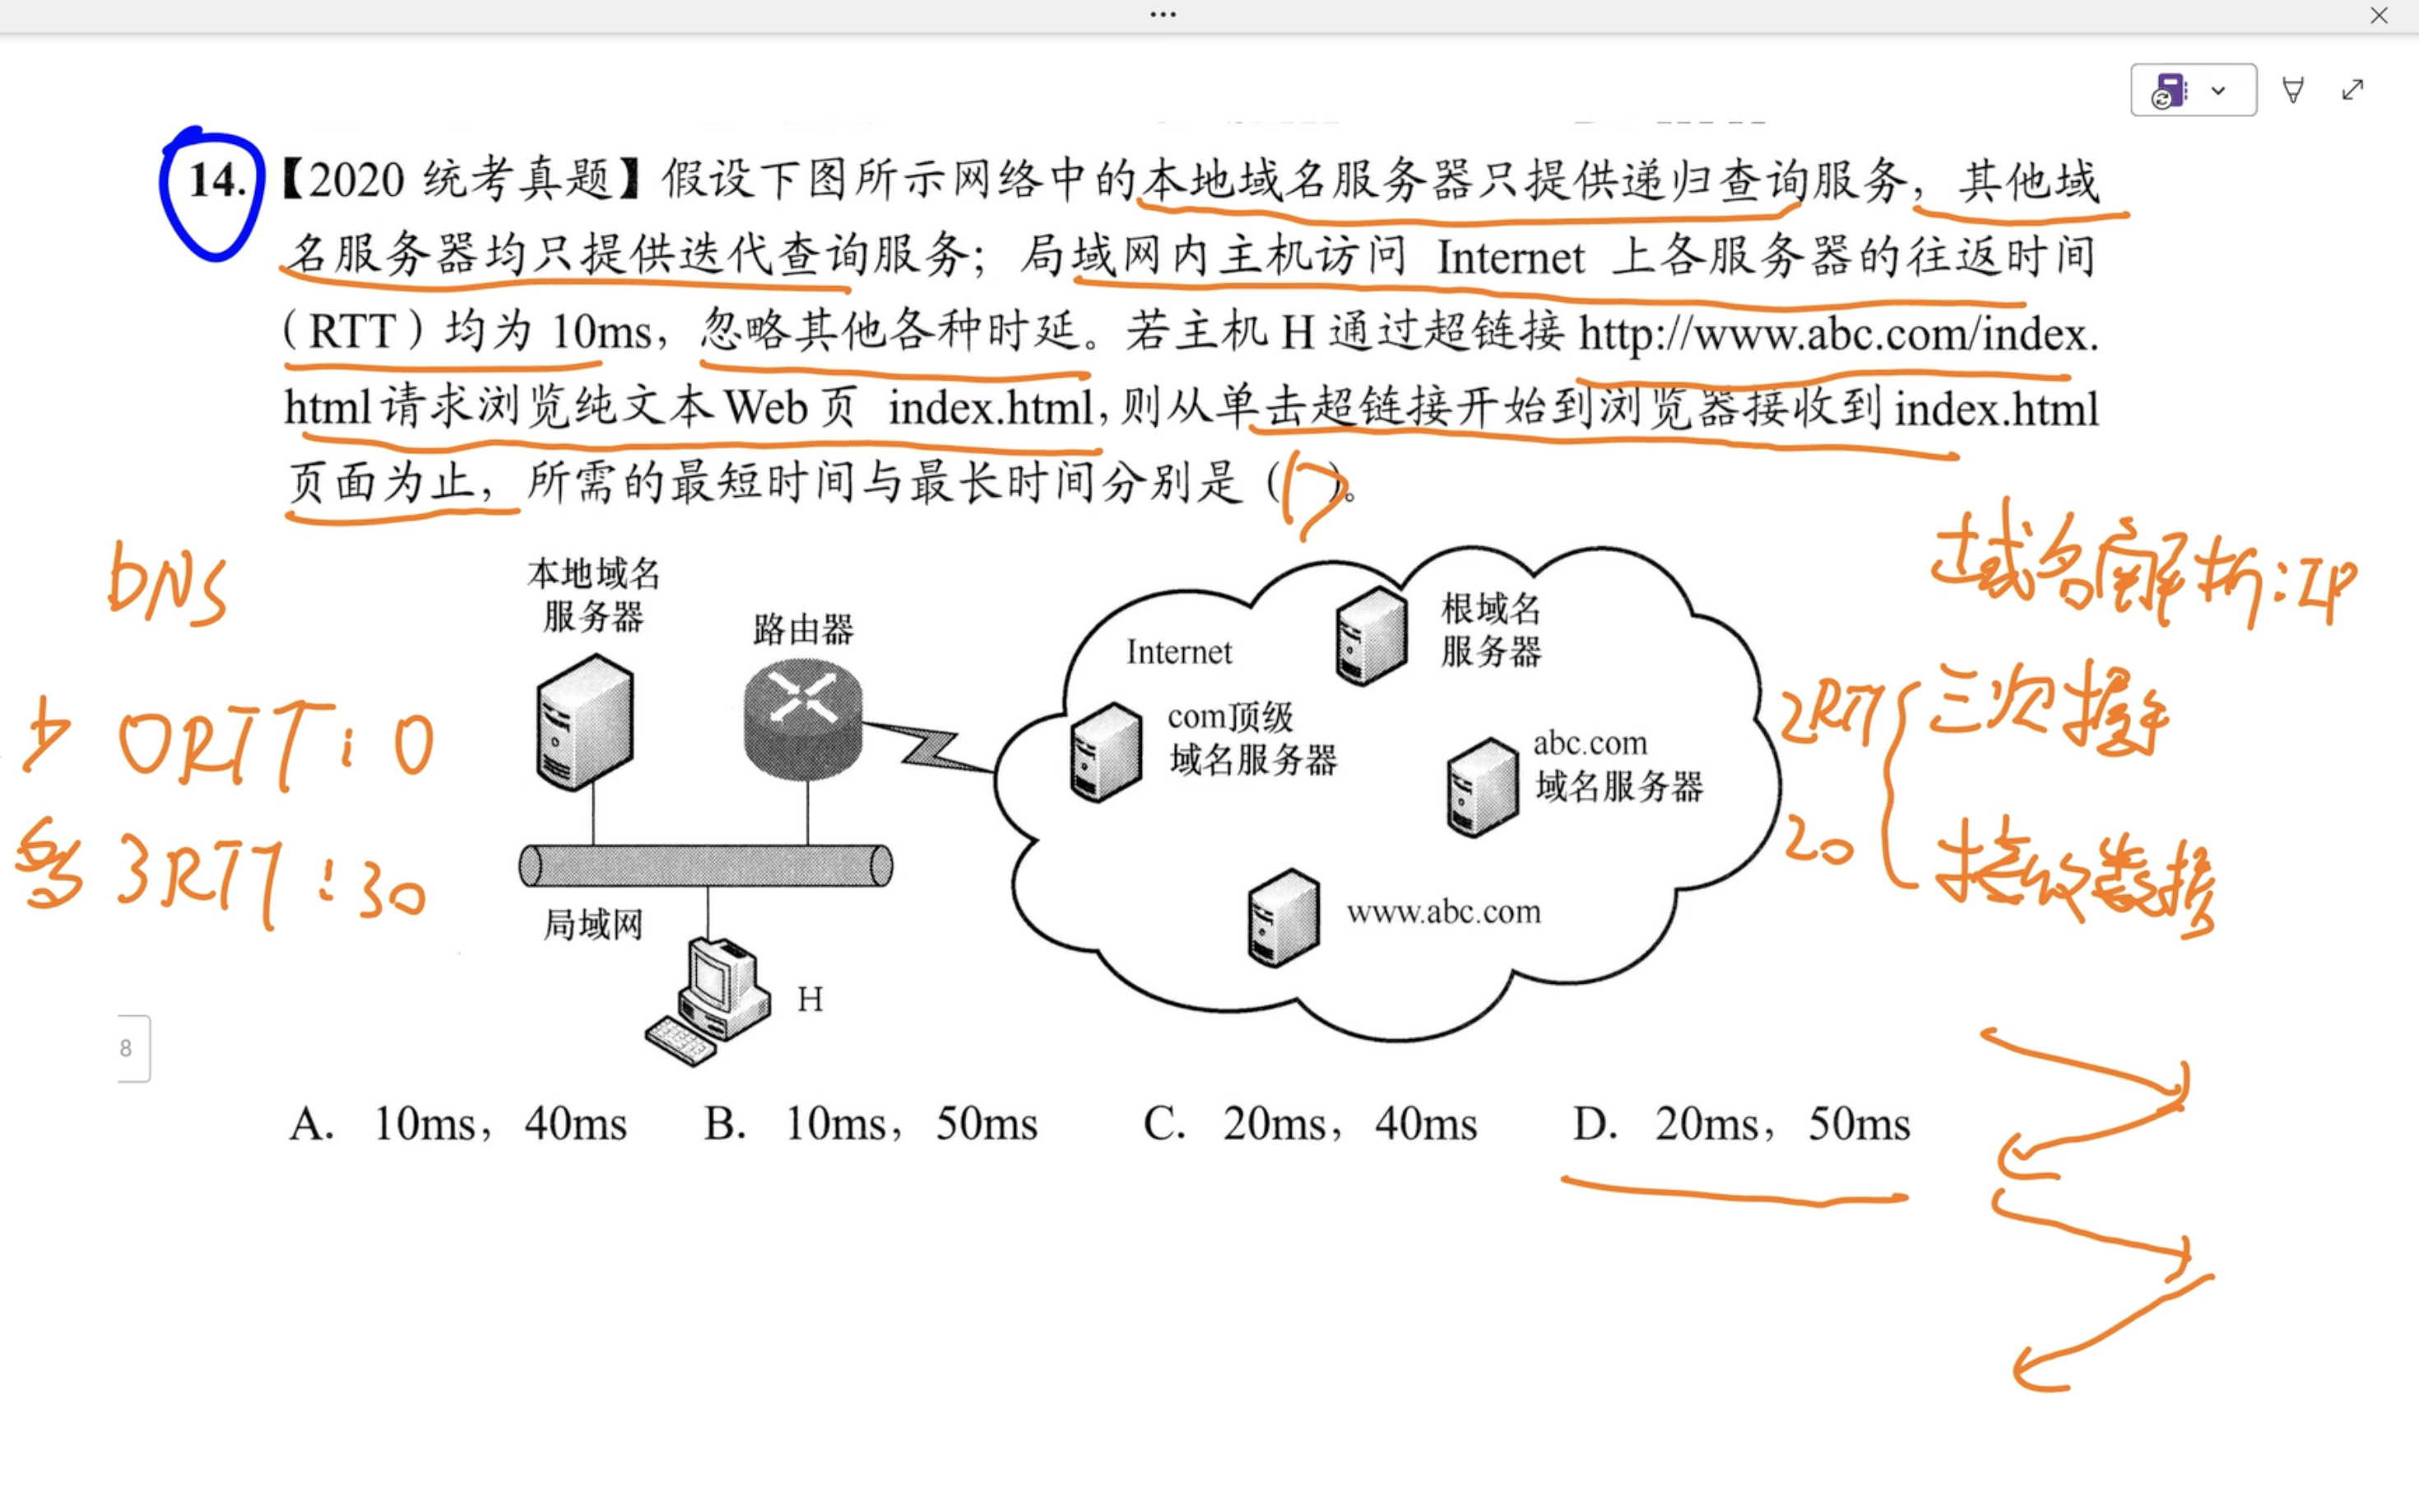 14.【2020 统考真题】假设下图所示网络中的本地域名服务器只提供递归查询服务，其他域
名服务器均只提供迭代查询服务；局域网内主机访问 Internet 上各服务器的往返时间
（RTT）均为 10ms，忽略其他各种时延。若主机 H 通过超链接 http://www.abc.com/index.
html请求浏览纯文本 Web 页 index.html，则从单击超链接开始到浏览器接收到 index.html
页面为止，所需的最短时间与最长时间分别是（D）。
DNS
0RTT：0
3RTT：30
本地域名
服务器
路由器
局域网
H
Internet
根域名
服务器
com顶级
域名服务器
abc.com
域名服务器
www.abc.com
域名解析：IP
2RTT
三次握手
20
接收数据
8
A. 10ms，40ms B. 10ms，50ms C. 20ms，40ms D. 20ms，50ms